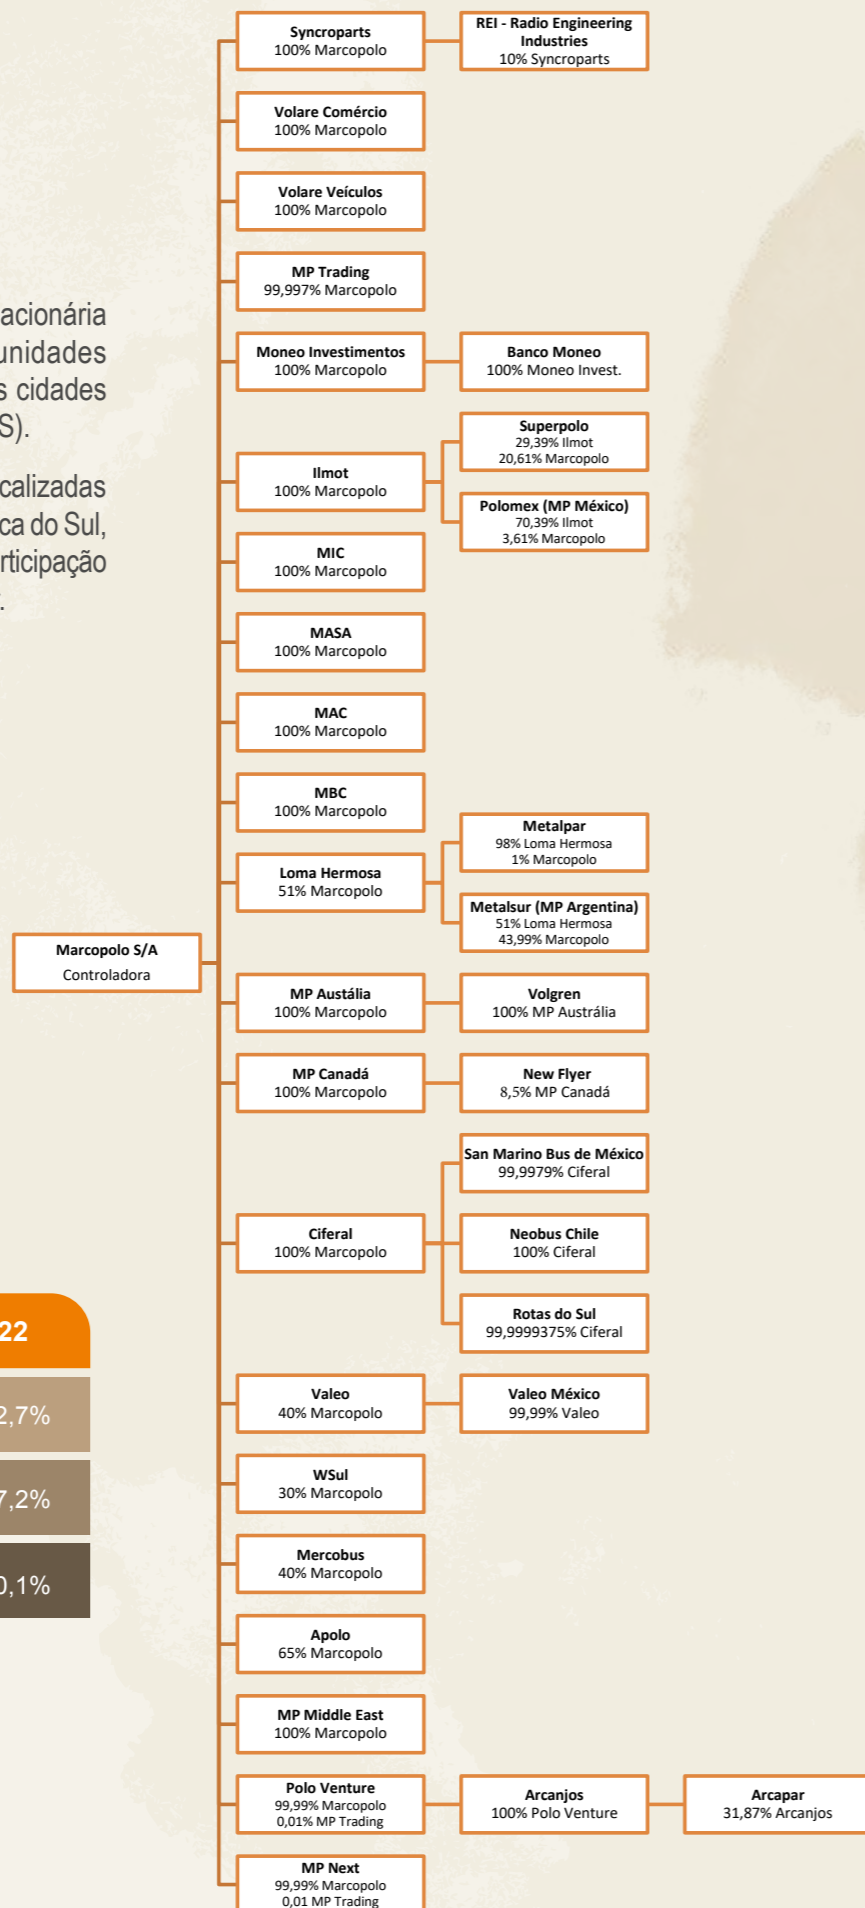 acionária
unidades
s cidades
S).
calizadas
ca do Sul,
rticipação
22
2,7%
7,2%
0,1%
Marcopolo S/A
Controladora
Syncroparts
100% Marcopolo
REI - Radio Engineering
Industries
10% Syncroparts
Volare Comércio
100% Marcopolo
Volare Veículos
100% Marcopolo
MP Trading
99,997% Marcopolo
Moneo Investimentos
100% Marcopolo
Banco Moneo
100% Moneo Invest.
Ilmot
100% Marcopolo
Superpolo
29,39% Ilmot
20,61% Marcopolo
Polomex (MP México)
70,39% Ilmot
3,61% Marcopolo
MIC
100% Marcopolo
MASA
100% Marcopolo
MAC
100% Marcopolo
MBC
100% Marcopolo
Loma Hermosa
51% Marcopolo
Metalpar
98% Loma Hermosa
1% Marcopolo
Metalsur (MP Argentina)
51% Loma Hermosa
43,99% Marcopolo
MP Austália
100% Marcopolo
Volgren
100% MP Austrália
MP Canadá
100% Marcopolo
New Flyer
8,5% MP Canadá
Ciferal
100% Marcopolo
San Marino Bus de México
99,9979% Ciferal
Neobus Chile
100% Ciferal
Rotas do Sul
99,9999375% Ciferal
Valeo
40% Marcopolo
Valeo México
99,99% Valeo
WSul
30% Marcopolo
Mercobus
40% Marcopolo
Apolo
65% Marcopolo
MP Middle East
100% Marcopolo
Polo Venture
99,99% Marcopolo
0,01% MP Trading
Arcanjos
100% Polo Venture
Arcapar
31,87% Arcanjos
MP Next
99,99% Marcopolo
0,01 MP Trading